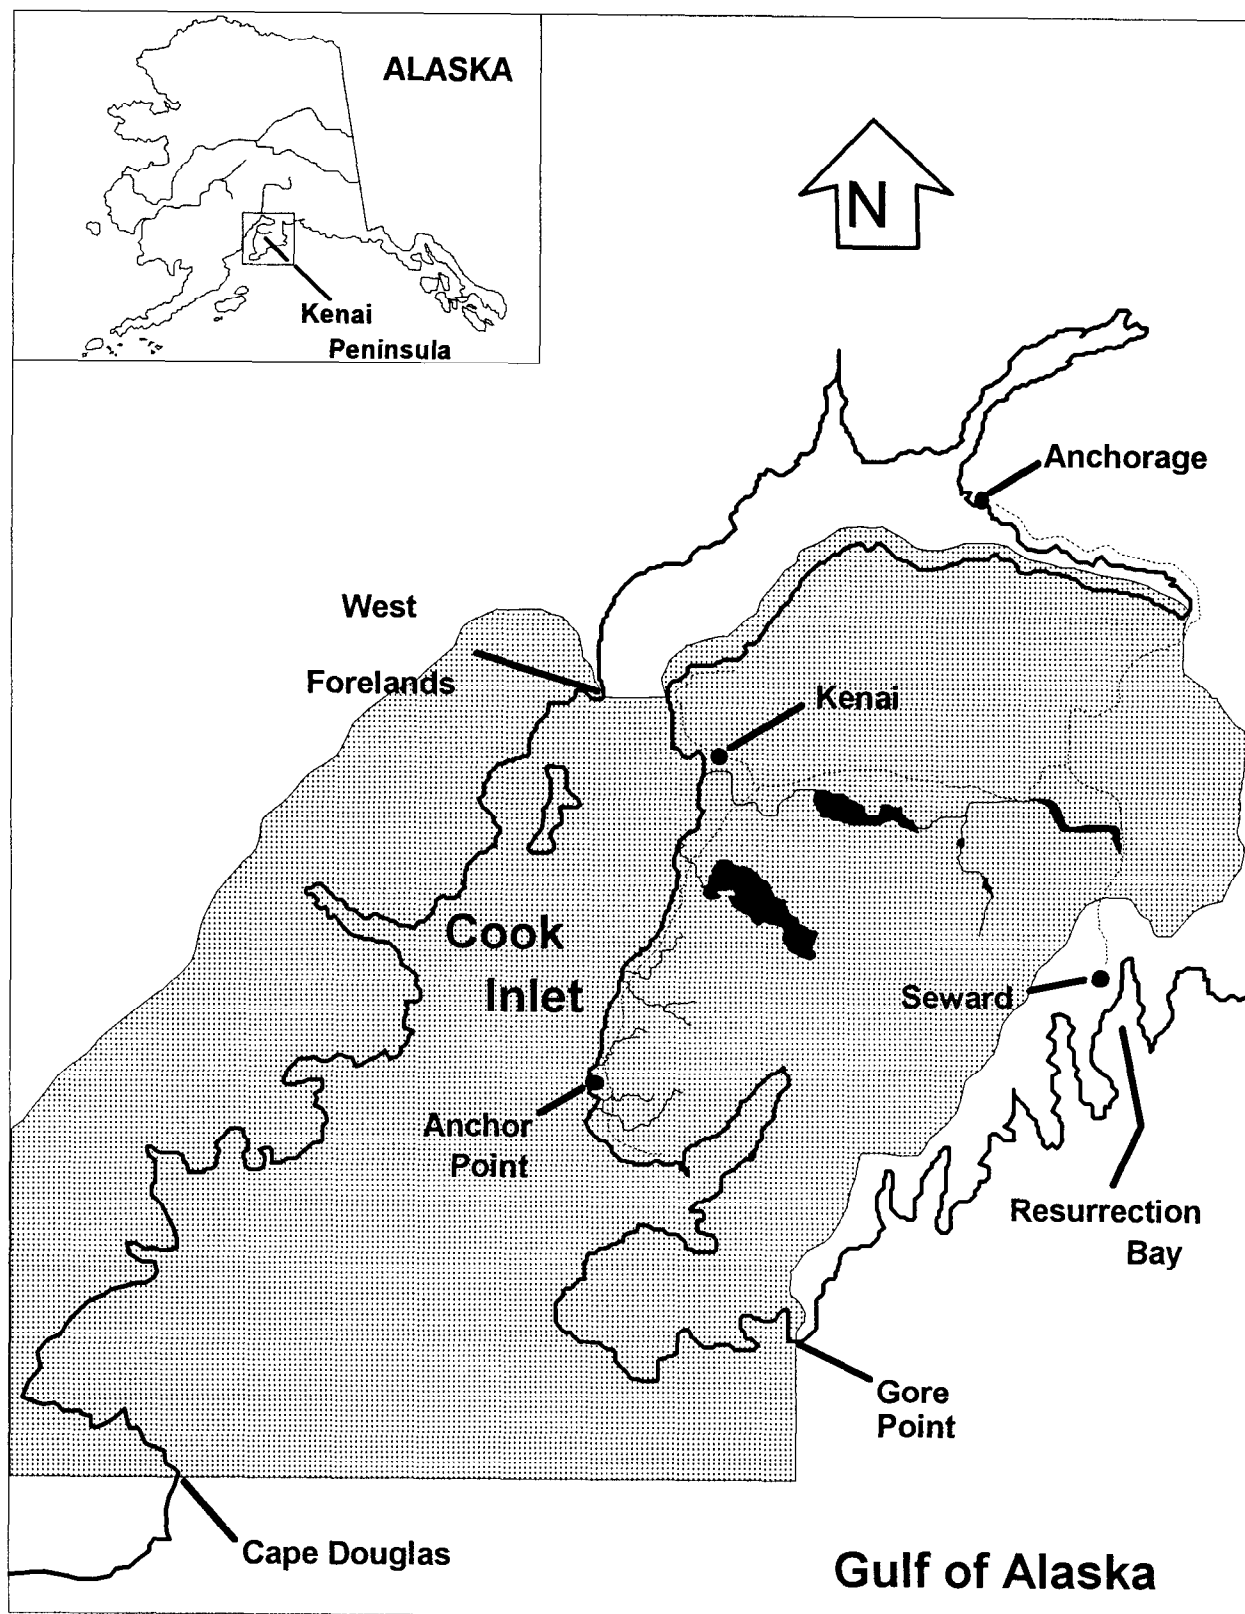 ALASKA
Kenai
Peninsula
N
Anchorage
West
Forelands
Kenai
Cook
Inlet
Seward
Anchor
Point
Resurrection
Bay
Gore
Point
Cape Douglas
Gulf of Alaska